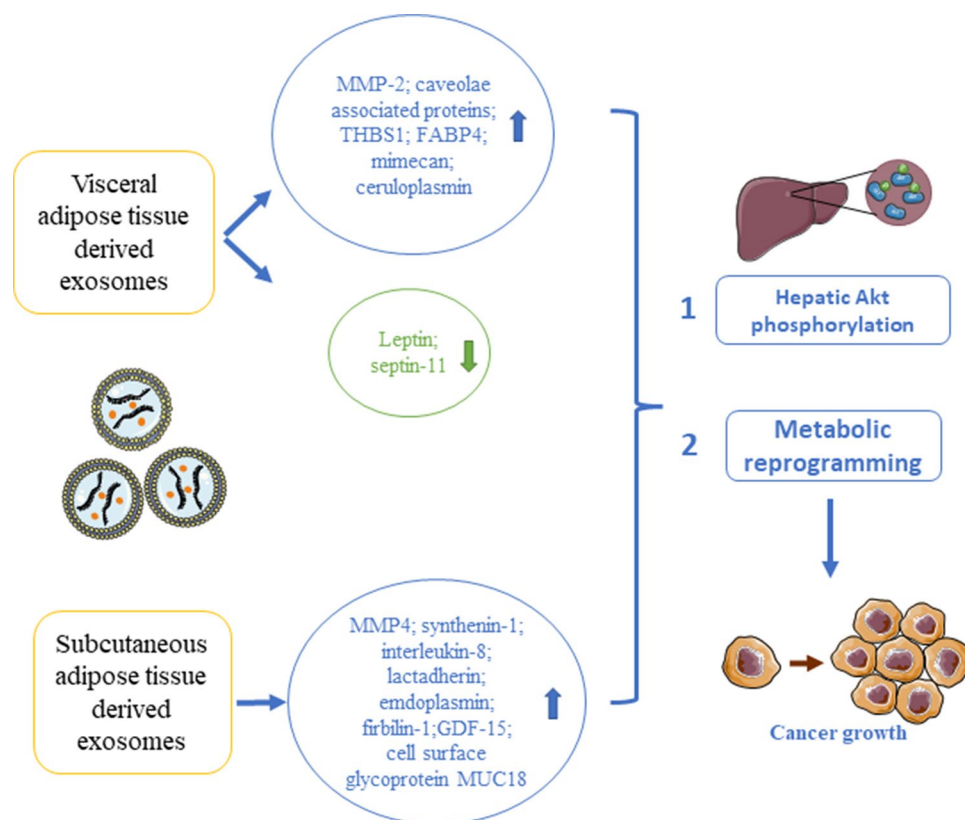 MMP-2; caveolae
associated proteins;
THBS1; FABP4;
mimecan;
ceruloplasmin
Visceral
adipose tissue
derived
exosomes
Leptin;
septin-11
1
Hepatic Akt
phosphorylation
2
Metabolic
reprogramming
Subcutaneous
adipose tissue
derived
exosomes
MMP4; synthenin-1;
interleukin-8;
lactadherin;
emdoplasmin;
firbilin-1;GDF-15;
cell surface
glycoprotein MUC18
Cancer growth